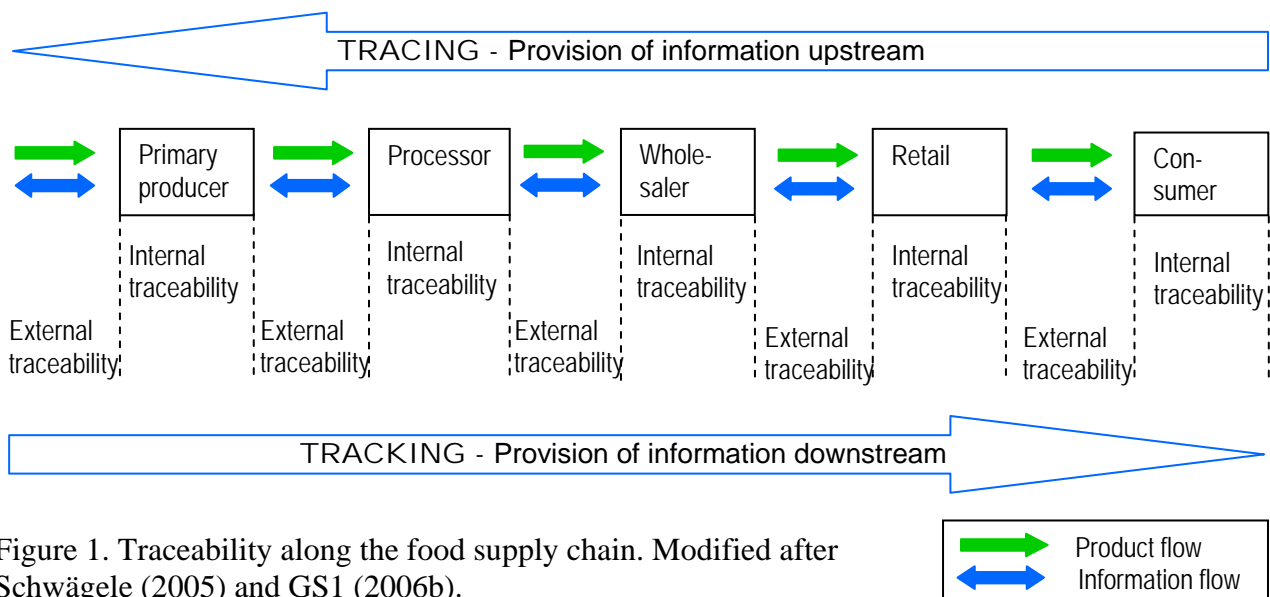 TRACING - Provision of information upstream
Primary
producer
Processor
Whole-
saler
Retail
Con-
sumer
Internal
traceability
Internal
traceability
Internal
traceability
Internal
traceability
Internal
traceability
External
traceability
External
traceability
External
traceability
External
traceability
External
traceability
TRACKING - Provision of information downstream
Figure 1. Traceability along the food supply chain. Modified after
Schwägele (2005) and GS1 (2006b).
Product flow
Information flow